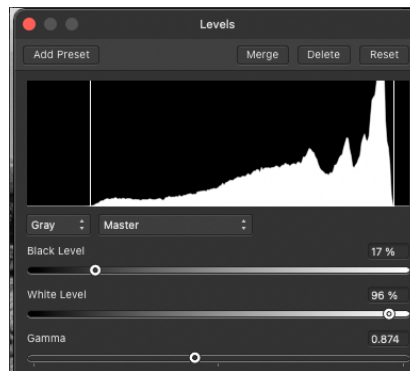 Levels
Add Preset Merge Delete Reset
Gray Master
Black Level 17 %
White Level 96 %
Gamma 0.874